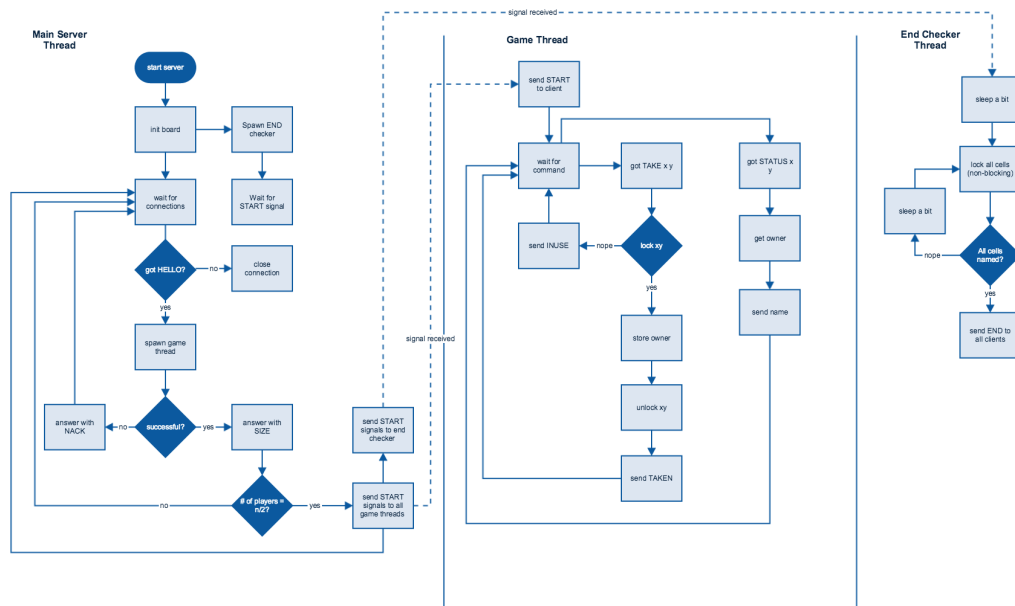 signal received
Main Server
Thread
Game Thread
End Checker
Thread
start server
init board
Spawn END
checker
wait for
connections
Wait for
START signal
got HELLO?
no
close
connection
yes
spawn game
thread
successful?
no
answer with
NACK
yes
answer with
SIZE
# of players =
n/2?
no
yes
send START
signals to end
checker
send START
signals to all
game threads
signal received
send START
to client
wait for
command
got TAKE x y
got STATUS x
y
send INUSE
nope
lock xy
yes
get owner
send name
store owner
unlock xy
send TAKEN
sleep a bit
lock all cells
(non-blocking)
sleep a bit
nope
All cells
named?
yes
send END to
all clients